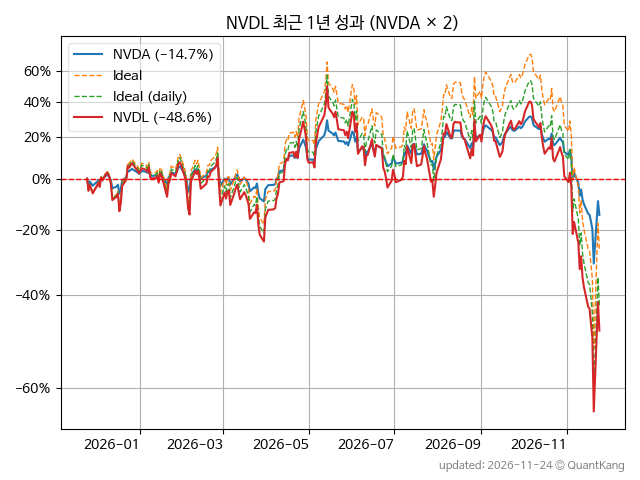 NVDL 최근 1년 성과 (NVDA × 2)
NVDA (−14.7%)
Ideal
Ideal (daily)
NVDL (−48.6%)
60%
40%
20%
0%
−20%
−40%
−60%
2026-01 2026-03 2026-05 2026-07 2026-09 2026-11
updated: 2026-11-24 © QuantKang